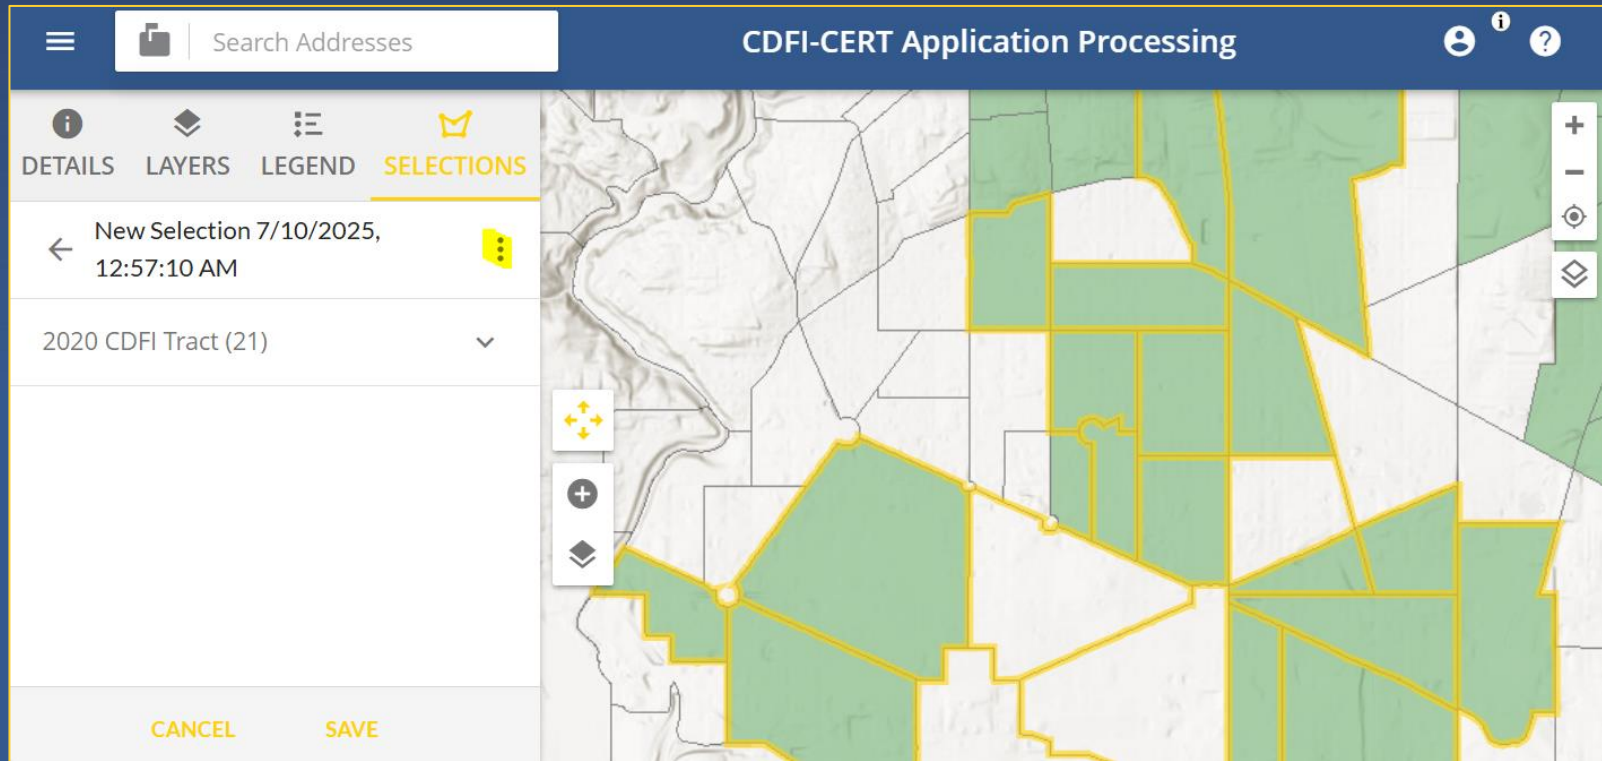 Search Addresses
CDFI-CERT Application Processing
DETAILS
LAYERS
LEGEND
SELECTIONS
New Selection 7/10/2025,
12:57:10 AM
2020 CDFI Tract (21)
CANCEL
SAVE